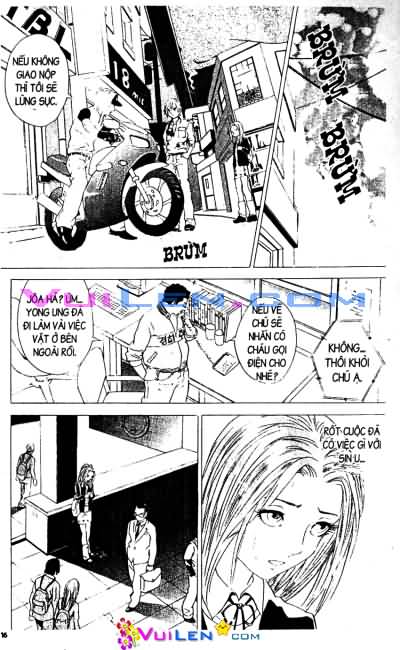 NẾU KHÔNG
GIAO NỘP
THÌ TÔI SẼ
LÙNG SỤC.
18
BRÙM
BRÙM
BRÙM
JÓA HẢ? ỪM...
YONG UNG ĐÃ
ĐI LÀM VÀI VIỆC
VẶT Ở BÊN
NGOÀI RỒI.
NẾU VỀ
CHÚ SẼ
NHẮN CÓ
CHÁU GỌI
ĐIỆN CHO
NHÉ?
KHÔNG...
THÔI KHỎI
CHÚ Ạ.
VUILEN.COM
RỐT CUỘC ĐÃ
CÓ VIỆC GÌ VỚI
SIN U...
16
VUILEN.COM